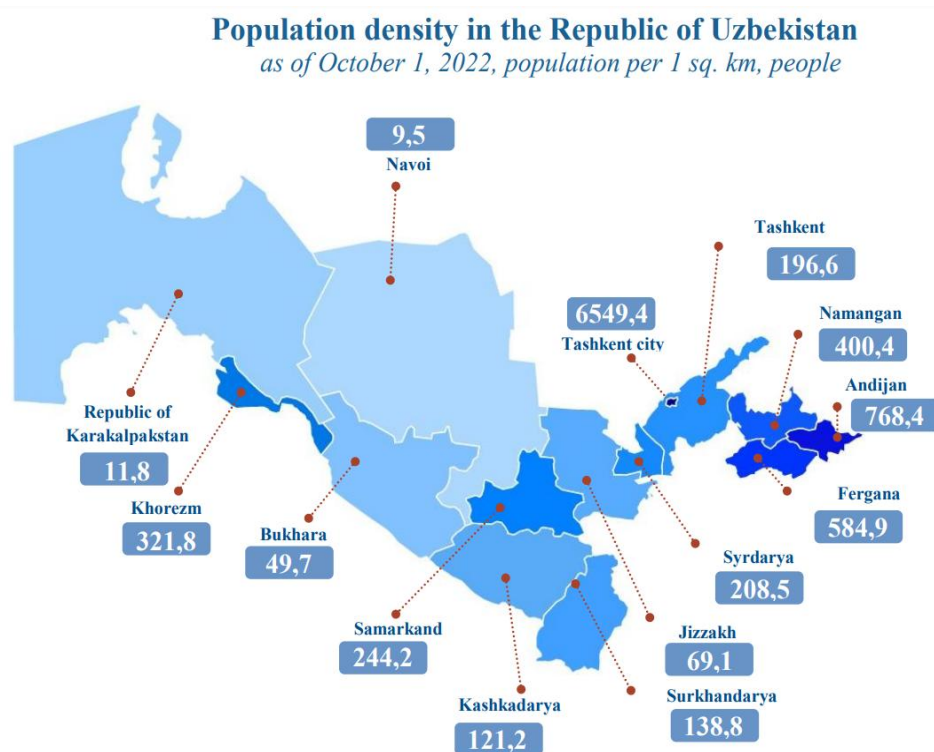 Population density in the Republic of Uzbekistan
as of October 1, 2022, population per 1 sq. km, people
9,5
Navoi
Tashkent
196,6
6549,4
Tashkent city
Namangan
400,4
Andijan
768,4
Republic of
Karakalpakstan
11,8
Khorezm
321,8
Bukhara
49,7
Fergana
584,9
Syrdarya
208,5
Samarkand
244,2
Jizzakh
69,1
Kashkadarya
121,2
Surkhandarya
138,8